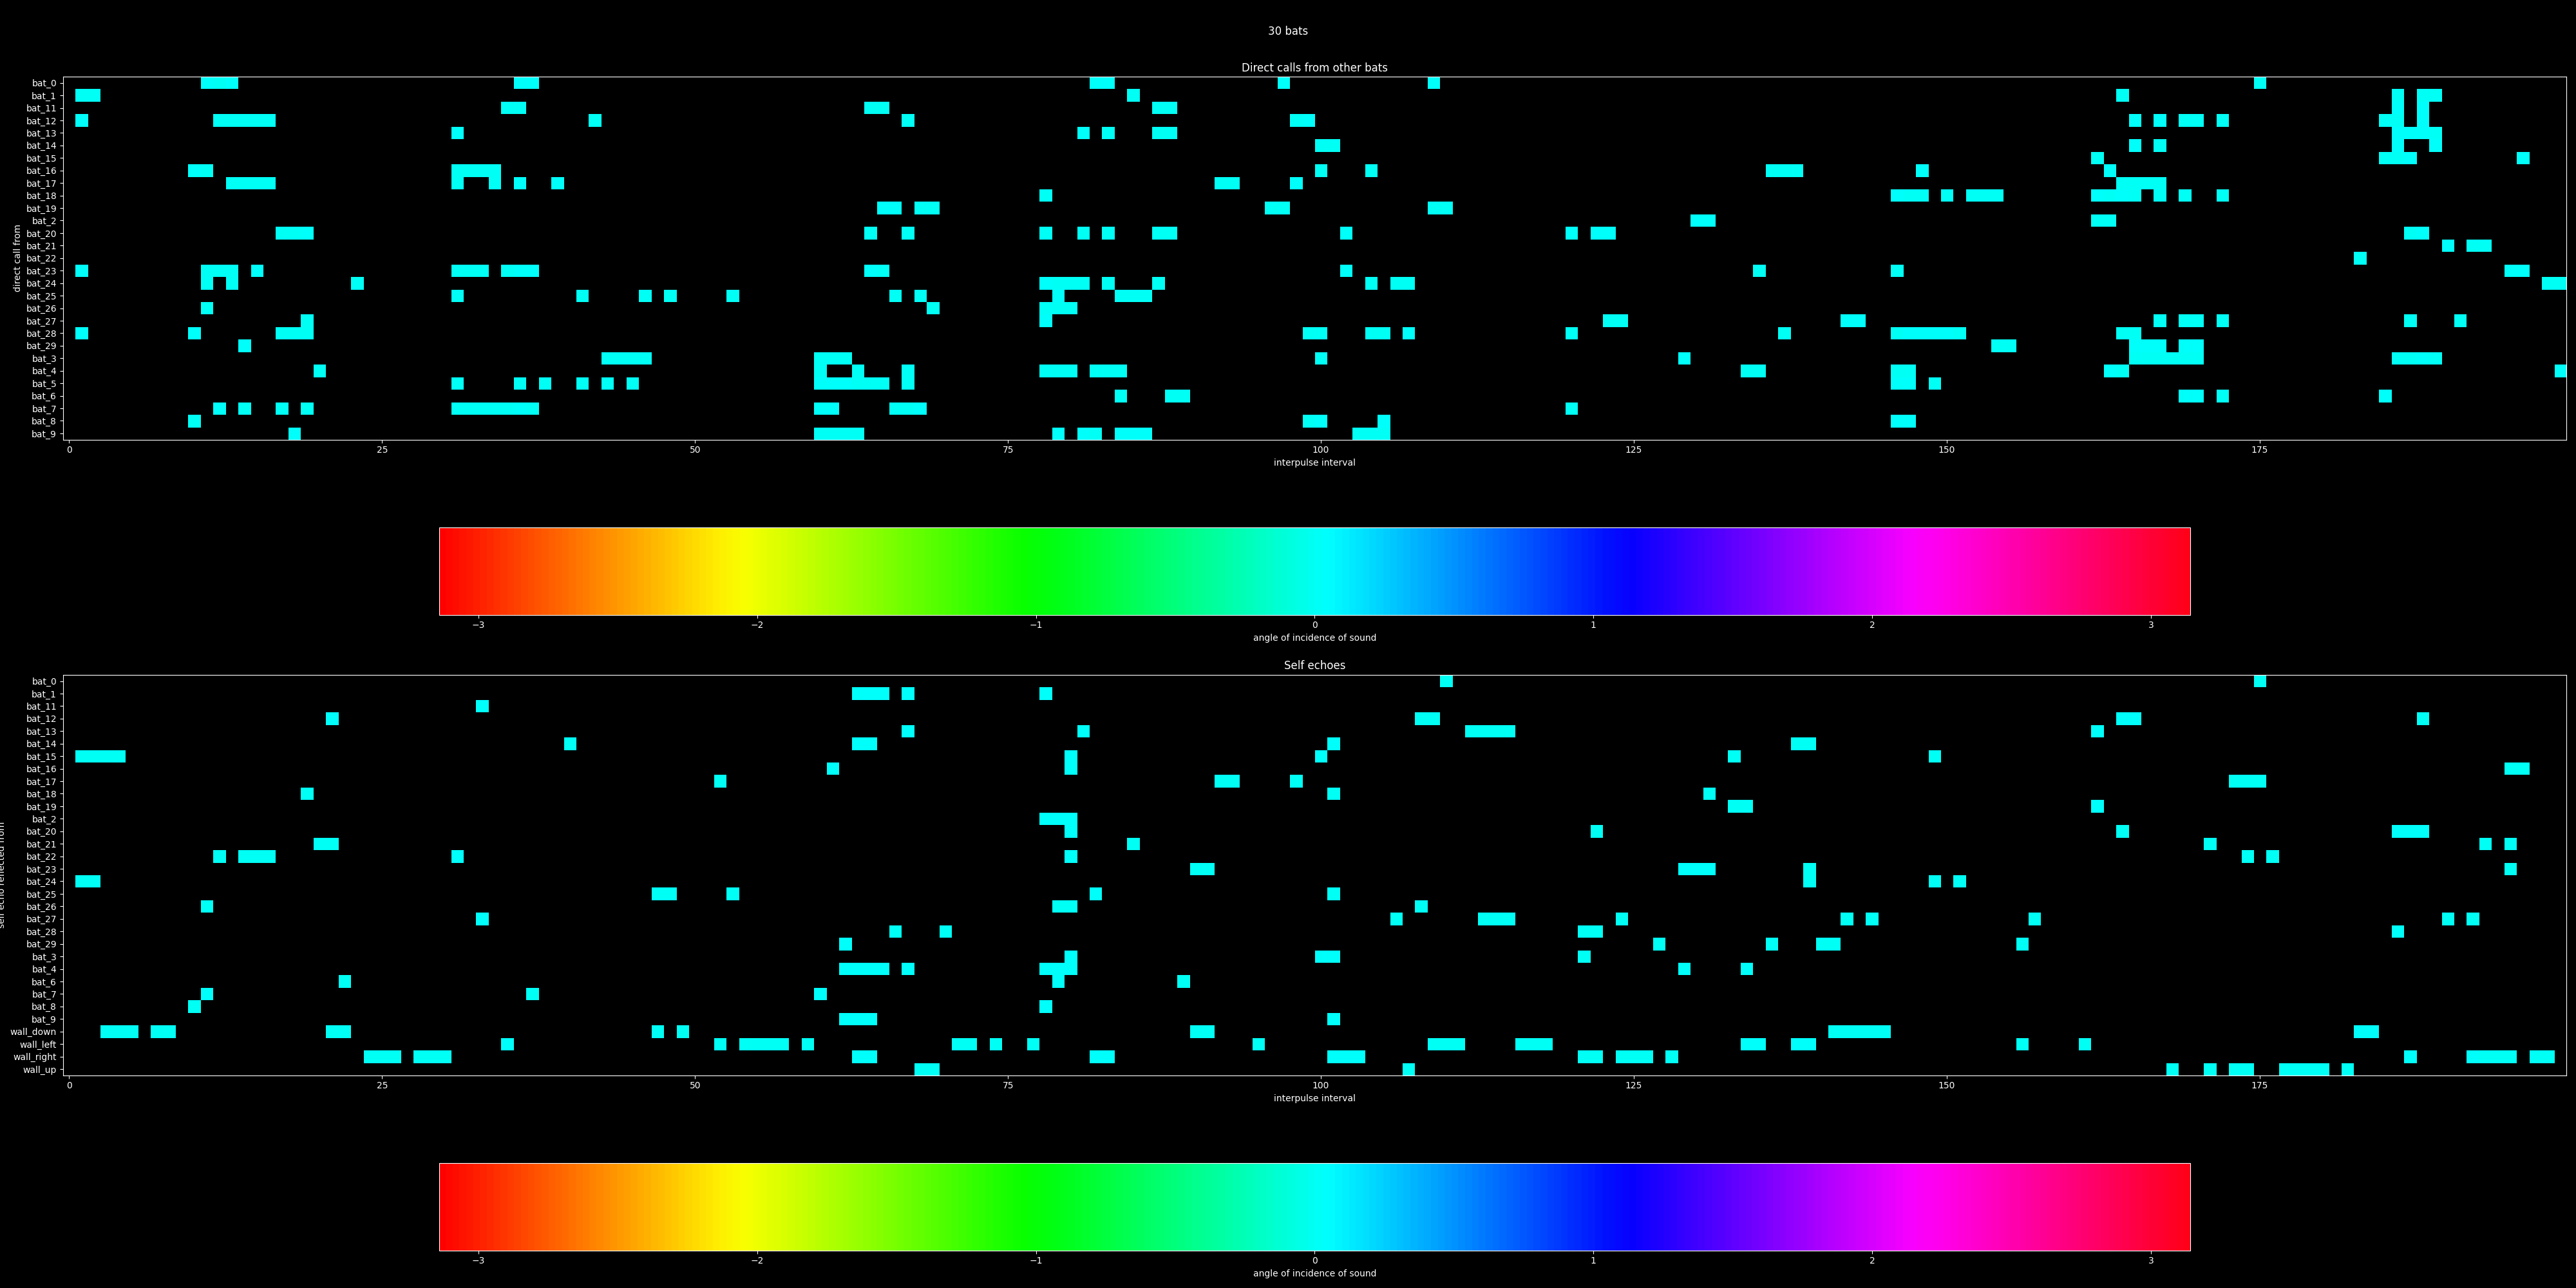 30 bats
Direct calls from other bats
direct call from
bat_0
bat_1
bat_11
bat_12
bat_13
bat_14
bat_15
bat_16
bat_17
bat_18
bat_19
bat_2
bat_20
bat_21
bat_22
bat_23
bat_24
bat_25
bat_26
bat_27
bat_28
bat_29
bat_3
bat_4
bat_5
bat_6
bat_7
bat_8
bat_9
0 25 50 75 100 125 150 175
interpulse interval
−3 −2 −1 0 1 2 3
angle of incidence of sound
Self echoes
bat_0
bat_1
bat_11
bat_12
bat_13
bat_14
bat_15
bat_16
bat_17
bat_18
bat_19
bat_2
bat_20
bat_21
bat_22
bat_23
bat_24
bat_25
bat_26
bat_27
bat_28
bat_29
bat_3
bat_4
bat_6
bat_7
bat_8
bat_9
wall_down
wall_left
wall_right
wall_up
0 25 50 75 100 125 150 175
interpulse interval
−3 −2 −1 0 1 2 3
angle of incidence of sound